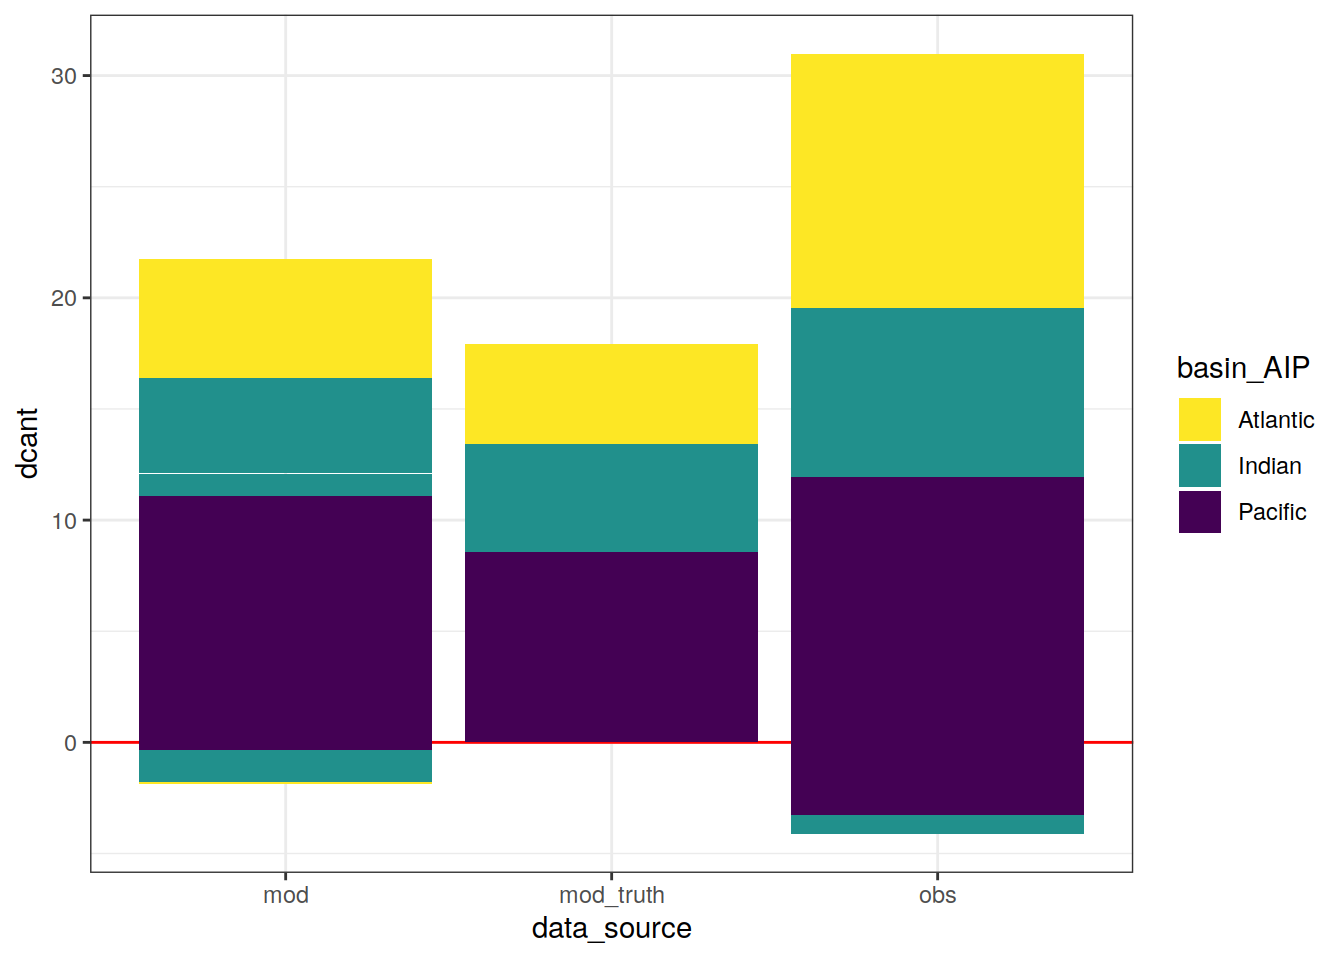 dcant
30
20
10
0
mod
mod_truth
obs
data_source
basin_AIP
Atlantic
Indian
Pacific